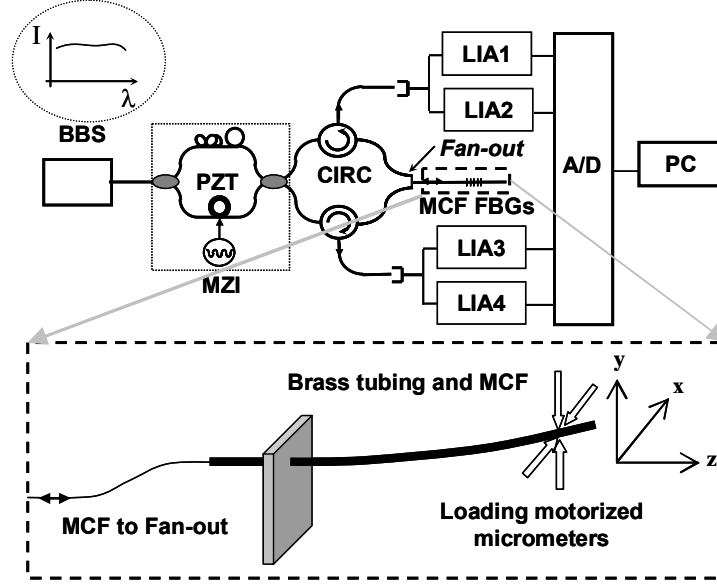 I
λ
BBS
PZT
MZI
CIRC
Fan-out
MCF FBGs
LIA1
LIA2
LIA3
LIA4
A/D
PC
Brass tubing and MCF
y
x
z
MCF to Fan-out
Loading motorized
micrometers